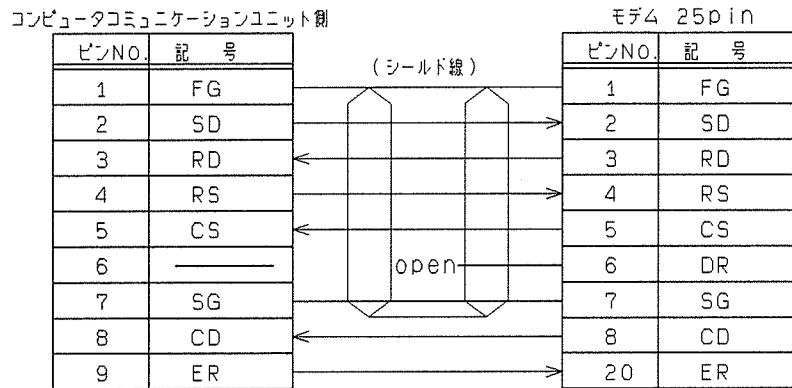 コンピュータコミュニケーションユニット側
モデム 25pin
ピンNO. 記 号
(シールド線)
ピンNO. 記 号
1 FG 1 FG
2 SD 2 SD
3 RD 3 RD
4 RS 4 RS
5 CS 5 CS
6 open 6 DR
7 SG 7 SG
8 CD 8 CD
9 ER 20 ER